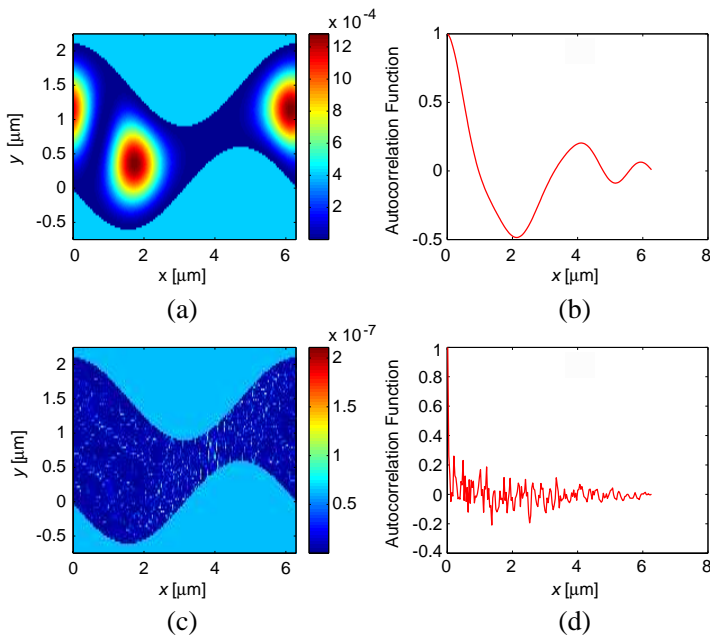 x 10⁻⁴
2
1.5
1
0.5
0
-0.5
y [μm]
0 2 4 6
x [μm]
12
10
8
6
4
2
(a)
Autocorrelation Function
1
0.5
0
-0.5
0 2 4 6 8
x [μm]
(b)
x 10⁻⁷
2
1.5
1
0.5
0
-0.5
y [μm]
0 2 4 6
x [μm]
2
1.5
1
0.5
(c)
Autocorrelation Function
1
0.8
0.6
0.4
0.2
0
-0.2
-0.4
0 2 4 6 8
x [μm]
(d)